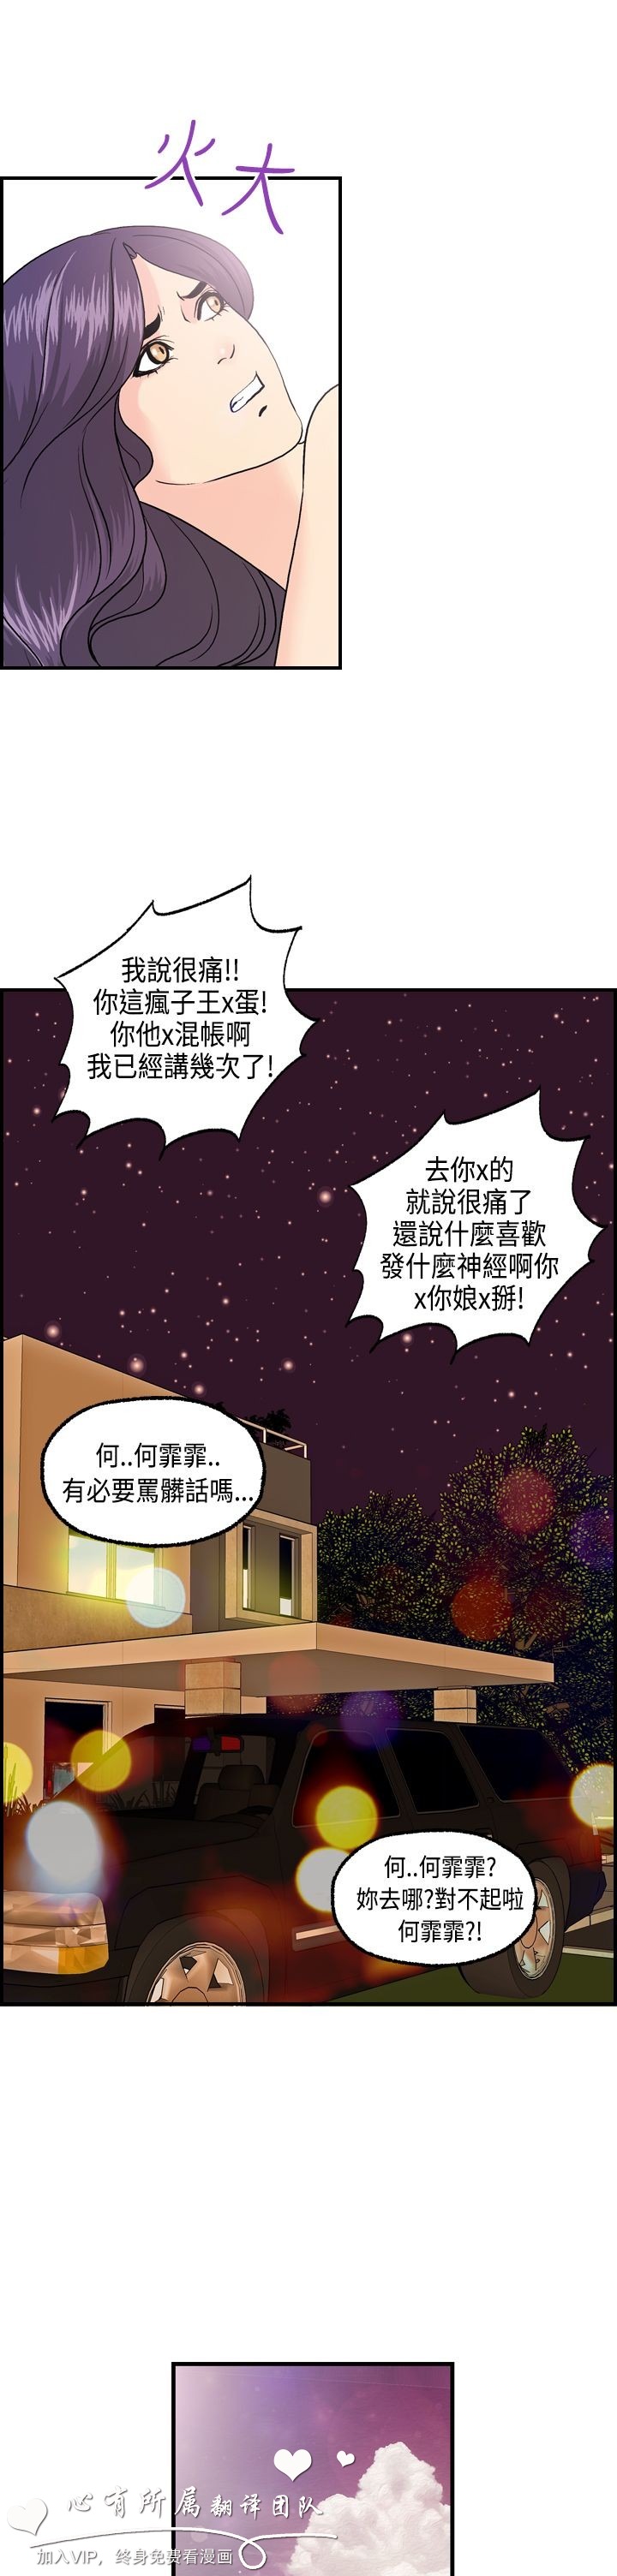 火大
我說很痛!!
你這瘋子王x蛋!
你他x混帳啊
我已經講幾次了!
去你x的
就說很痛了
還說什麼喜歡
發什麼神經啊你
x你娘x掰!
何..何霏霏..
有必要罵髒話嗎...
何..何霏霏?
妳去哪?對不起啦
何霏霏?!
心有所属翻译团队
加入VIP，终身免费看漫画